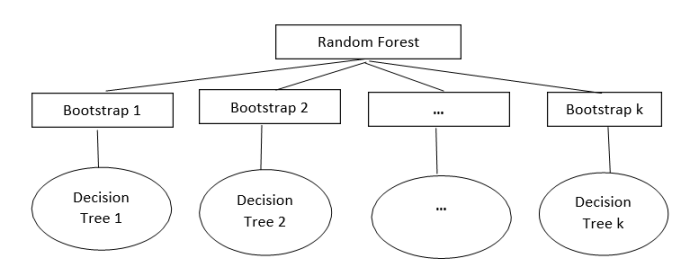 Random Forest
Bootstrap 1
Bootstrap 2
...
Bootstrap k
Decision
Tree 1
Decision
Tree 2
...
Decision
Tree k